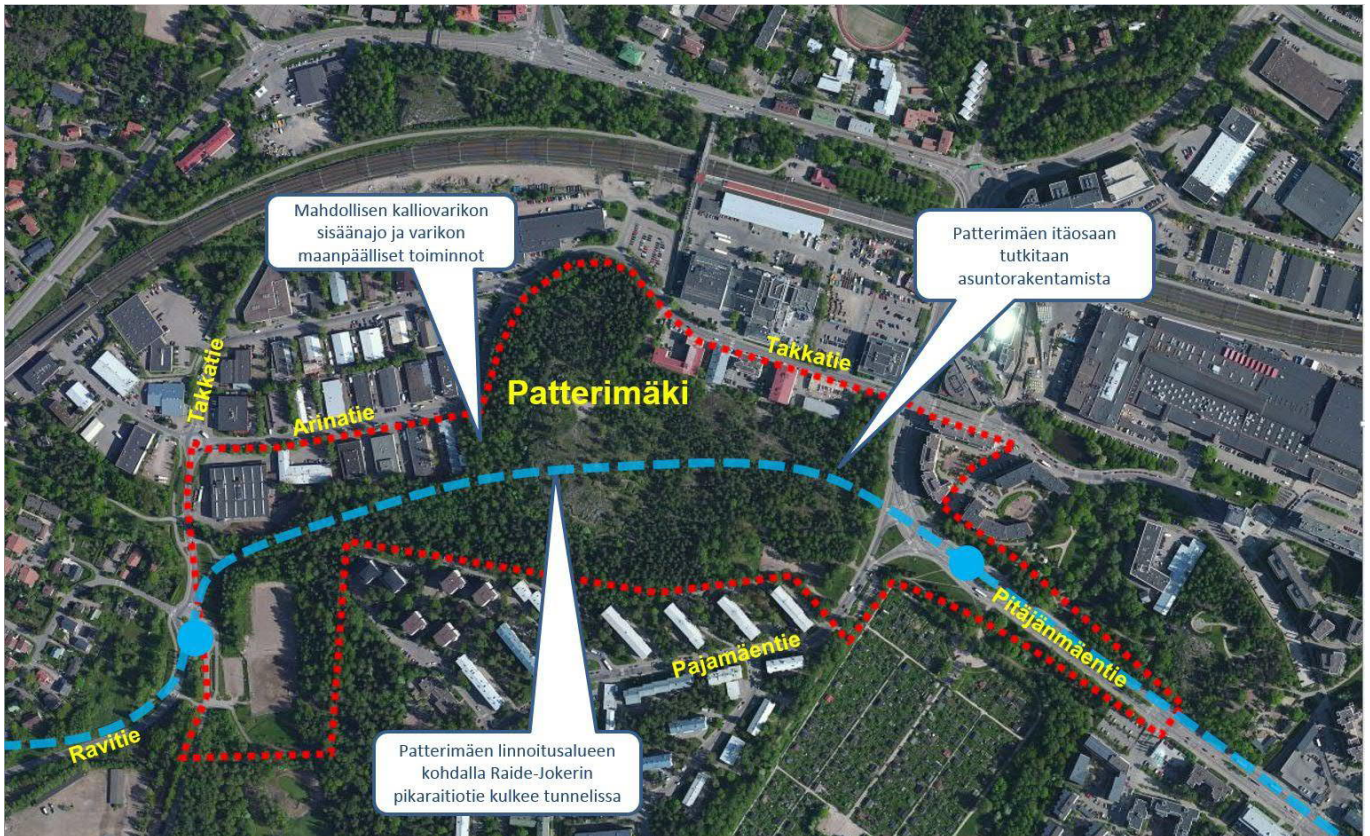 Mahdollisen kalliovarikon
sisäänajo ja varikon
maanpäälliset toiminnot
Patterimäen itäosaan
tutkitaan
asuntorakentamista
Takkatie
Takkatie
Patterimäki
Arinatie
Pitäjänmäentie
Pajamäentie
Ravitie
Patterimäen linnoitusalueen
kohdalla Raide-Jokerin
pikaraitiotie kulkee tunnelissa